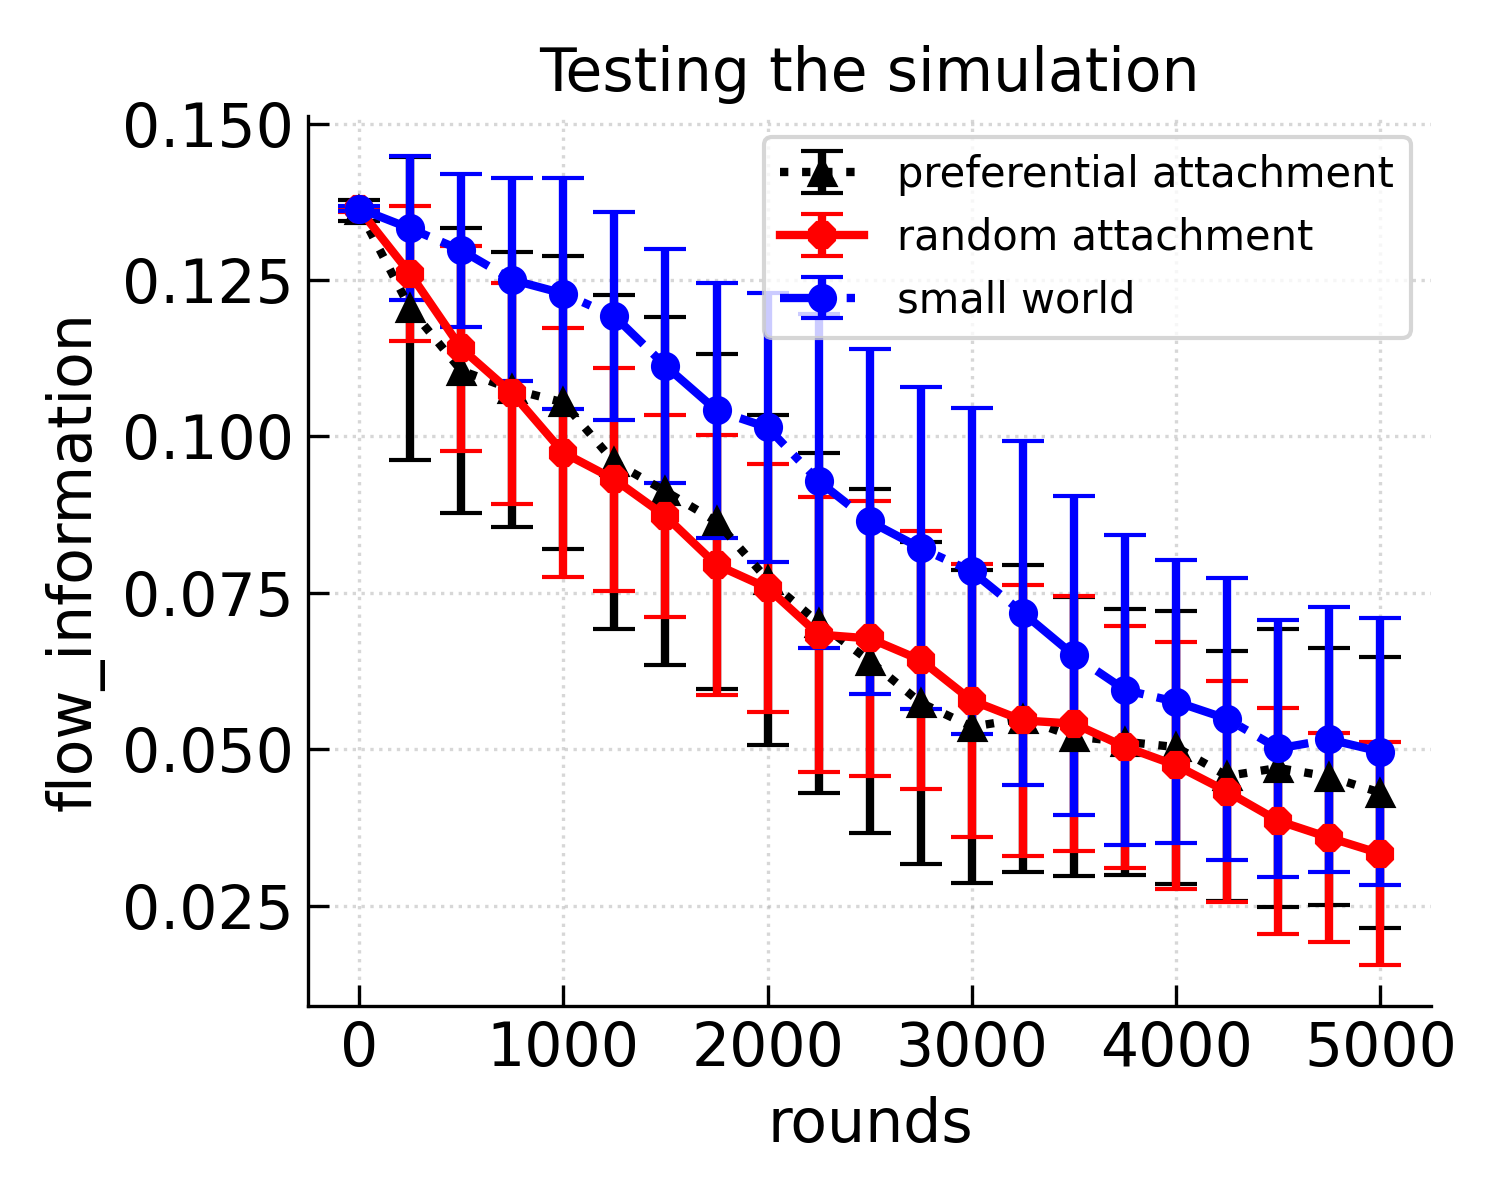 Testing the simulation
0.150
0.125
0.100
0.075
0.050
0.025
flow_information
preferential attachment
random attachment
small world
0 1000 2000 3000 4000 5000
rounds